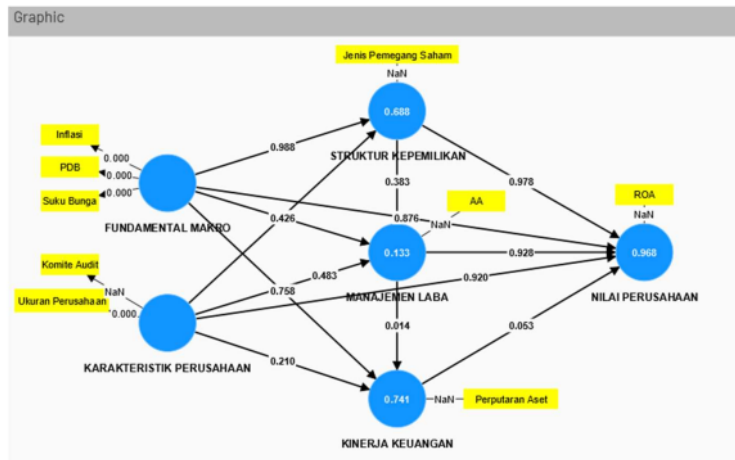 Graphic
Jenis Pemegang Saham
NaN
0.688
STRUKTUR KEPEMILIKAN
Inflasi
0.000
PDB
0.000
Suku Bunga
0.000
FUNDAMENTAL MAKRO
0.988
0.383
0.978
AA
NaN
ROA
NaN
0.426
0.876
0.133
MANAJEMEN LABA
0.928
0.968
NILAI PERUSAHAAN
Komite Audit
NaN
Ukuran Perusahaan
0.000
KARAKTERISTIK PERUSAHAAN
0.758
0.483
0.920
0.014
0.053
0.210
0.741
NaN
Perputaran Aset
KINERJA KEUANGAN